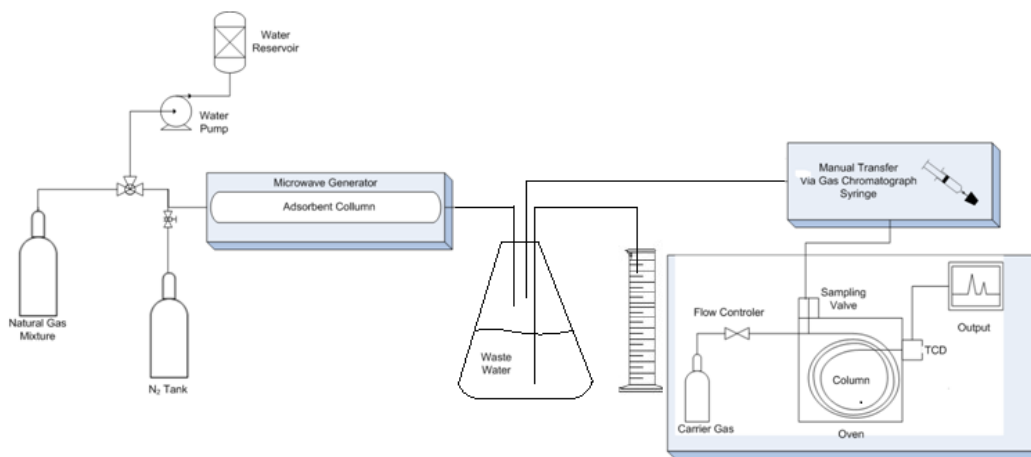 Water
Reservoir
Water
Pump
Microwave Generator
Adsorbent Collumn
Natural Gas
Mixture
N₂ Tank
Waste
Water
Manual Transfer
via Gas Chromatograph
Syringe
Sampling
Valve
Flow Controler
Output
TCD
Column
Carrier Gas
Oven